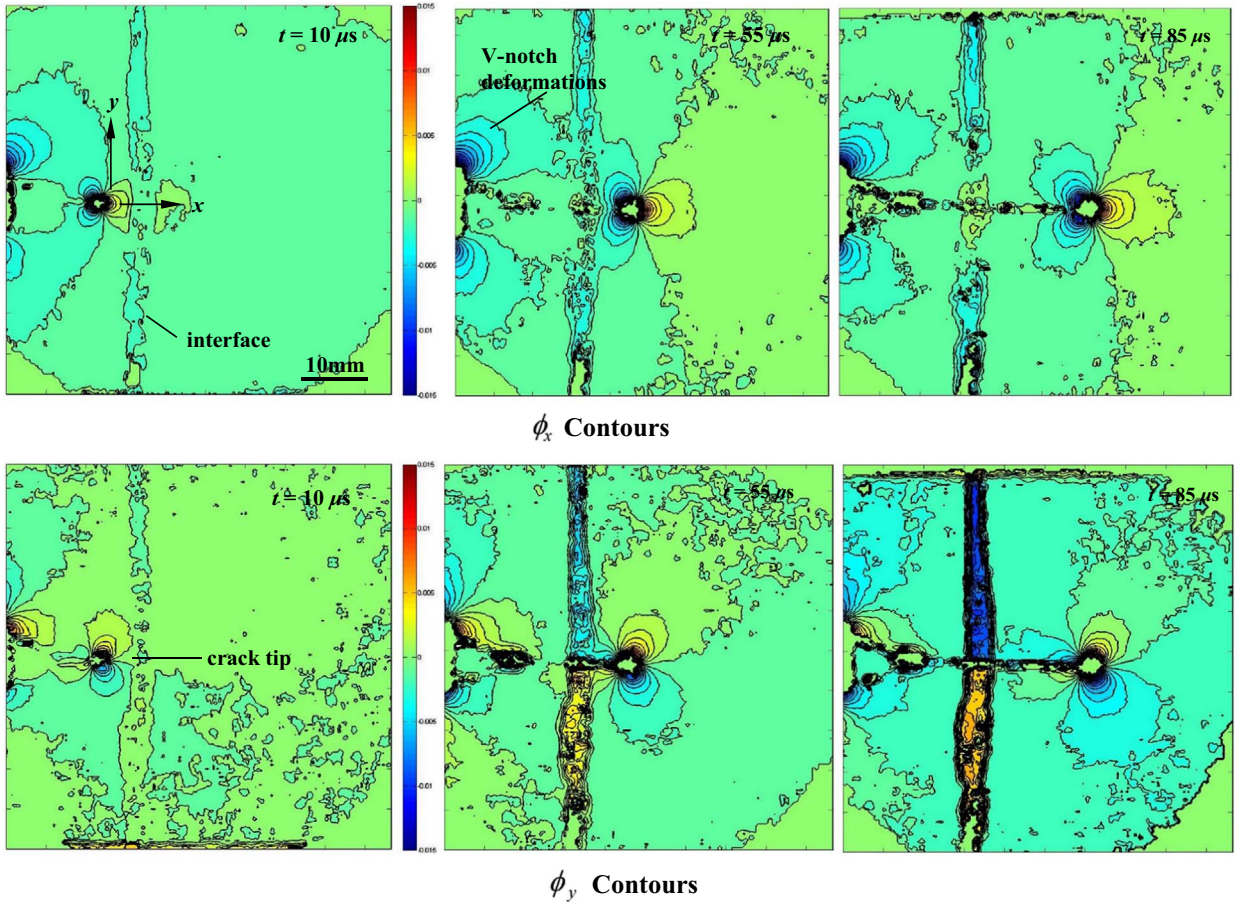 t = 10 μs
t = 55 μs
t = 85 μs
V-notch
deformations
y
x
interface
10mm
0.015
0.01
0.005
0
-0.005
-0.01
-0.015
ϕx Contours
t = 10 μs
t = 55 μs
t = 85 μs
crack tip
0.015
0.01
0.005
0
-0.005
-0.01
-0.015
ϕy Contours